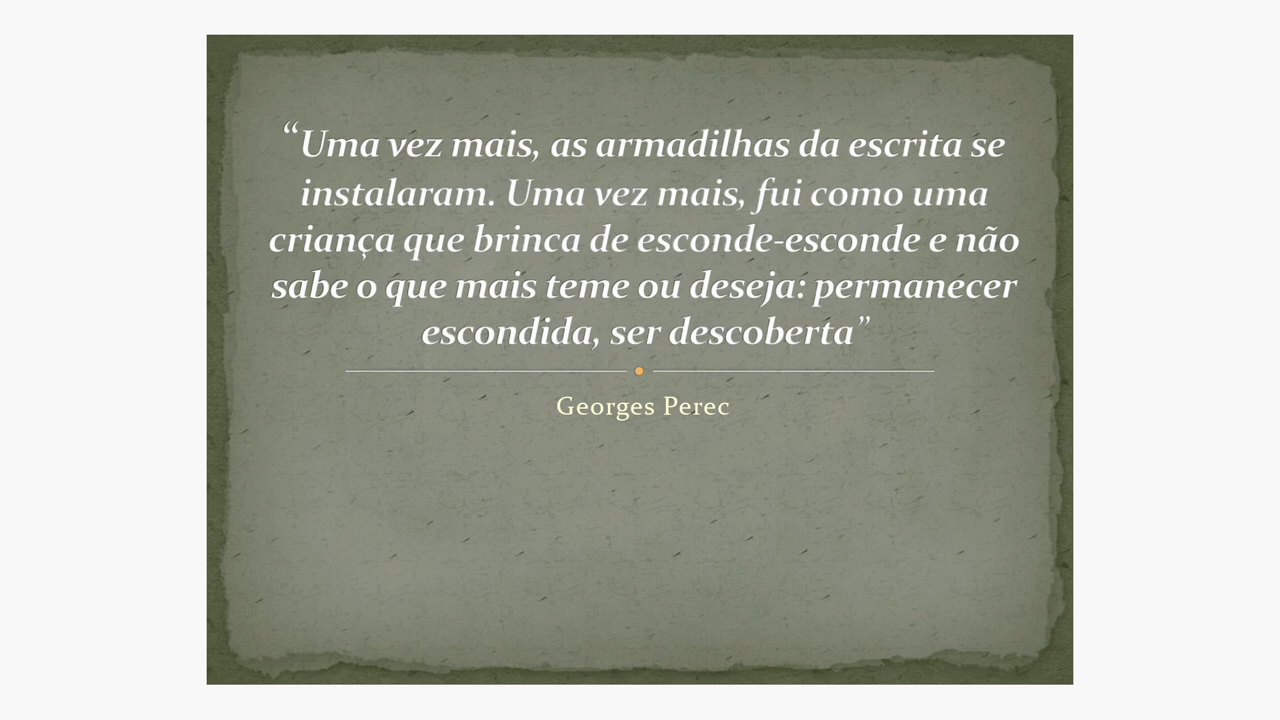 “Uma vez mais, as armadilhas da escrita se
instalaram. Uma vez mais, fui como uma
criança que brinca de esconde-esconde e não
sabe o que mais teme ou deseja: permanecer
escondida, ser descoberta”
Georges Perec